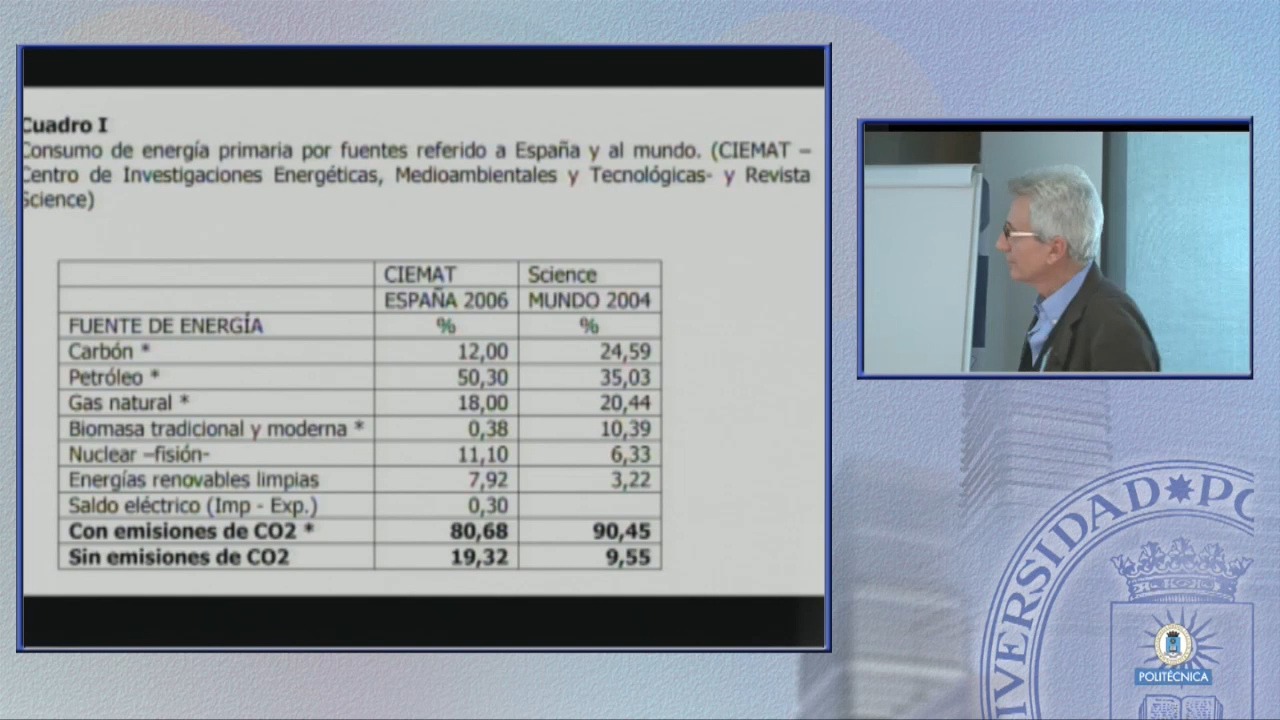 Cuadro I
Consumo de energía primaria por fuentes referido a España y al mundo. (CIEMAT –
Centro de Investigaciones Energéticas, Medioambientales y Tecnológicas- y Revista
Science)
CIEMAT Science
ESPAÑA 2006 MUNDO 2004
FUENTE DE ENERGÍA % %
Carbón * 12,00 24,59
Petróleo * 50,30 35,03
Gas natural * 18,00 20,44
Biomasa tradicional y moderna * 0,38 10,39
Nuclear –fisión- 11,10 6,33
Energías renovables limpias 7,92 3,22
Saldo eléctrico (Imp - Exp.) 0,30
Con emisiones de CO2 * 80,68 90,45
Sin emisiones de CO2 19,32 9,55
IVERSIDAD PO
POLITÉCNICA